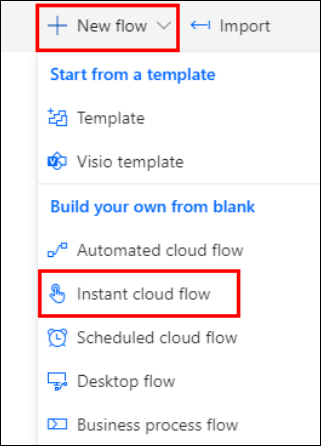 New flow Import
Start from a template
Template
Visio template
Build your own from blank
Automated cloud flow
Instant cloud flow
Scheduled cloud flow
Desktop flow
Business process flow